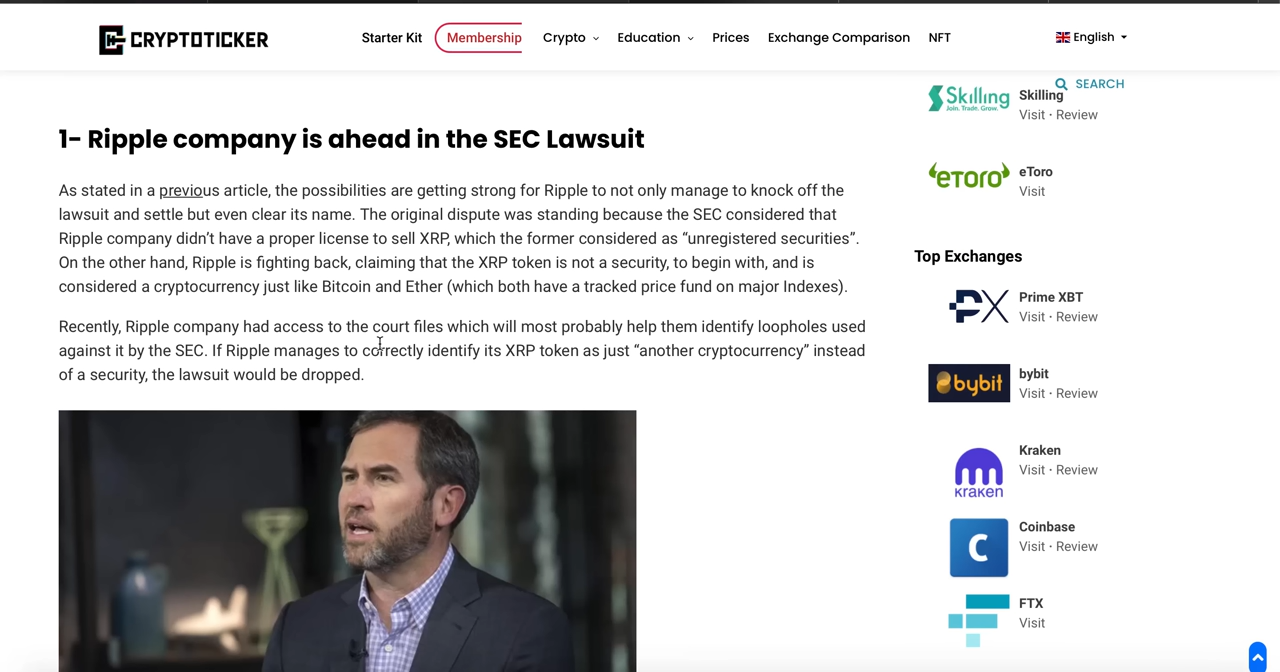 CRYPTOTICKER
Starter Kit
Membership
Crypto
Education
Prices
Exchange Comparison
NFT
English
SEARCH
1- Ripple company is ahead in the SEC Lawsuit
As stated in a previous article, the possibilities are getting strong for Ripple to not only manage to knock off the
lawsuit and settle but even clear its name. The original dispute was standing because the SEC considered that
Ripple company didn’t have a proper license to sell XRP, which the former considered as “unregistered securities”.
On the other hand, Ripple is fighting back, claiming that the XRP token is not a security, to begin with, and is
considered a cryptocurrency just like Bitcoin and Ether (which both have a tracked price fund on major Indexes).
Recently, Ripple company had access to the court files which will most probably help them identify loopholes used
against it by the SEC. If Ripple manages to correctly identify its XRP token as just “another cryptocurrency” instead
of a security, the lawsuit would be dropped.
Skilling
Join. Trade. Grow.
Skilling
Visit · Review
eToro
eToro
Visit
Top Exchanges
PX
Prime XBT
Visit · Review
bybit
bybit
Visit · Review
kraken
Kraken
Visit · Review
C
Coinbase
Visit · Review
FTX
Visit